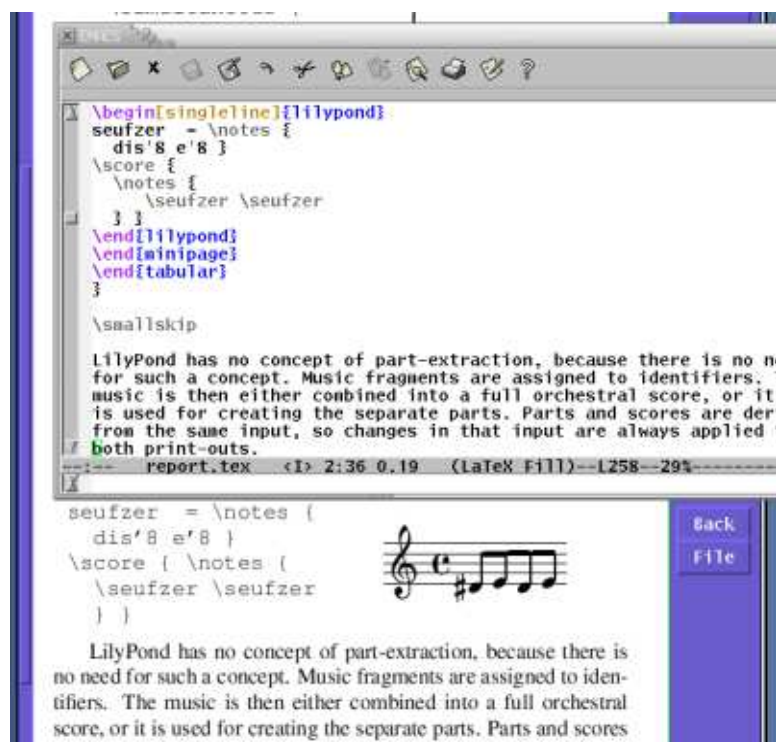 \begin[singleline]{lilypond}
seufzer = \notes {
dis'8 e'8 }
\score {
\notes {
\seufzer \seufzer
} }
\end{lilypond}
\end{minipage}
\end{tabular}
}
\smallskip
LilyPond has no concept of part-extraction, because there is no n
for such a concept. Music fragments are assigned to identifiers.
music is then either combined into a full orchestral score, or it
is used for creating the separate parts. Parts and scores are der
from the same input, so changes in that input are always applied
both print-outs.
--:-- report.tex <I> 2:36 0.19 (LaTeX Fill)--L258--29%--------
seufzer = \notes {
dis'8 e'8 }
\score { \notes {
\seufzer \seufzer
} }
Back
File
LilyPond has no concept of part-extraction, because there is
no need for such a concept. Music fragments are assigned to iden-
tifiers. The music is then either combined into a full orchestral
score, or it is used for creating the separate parts. Parts and scores